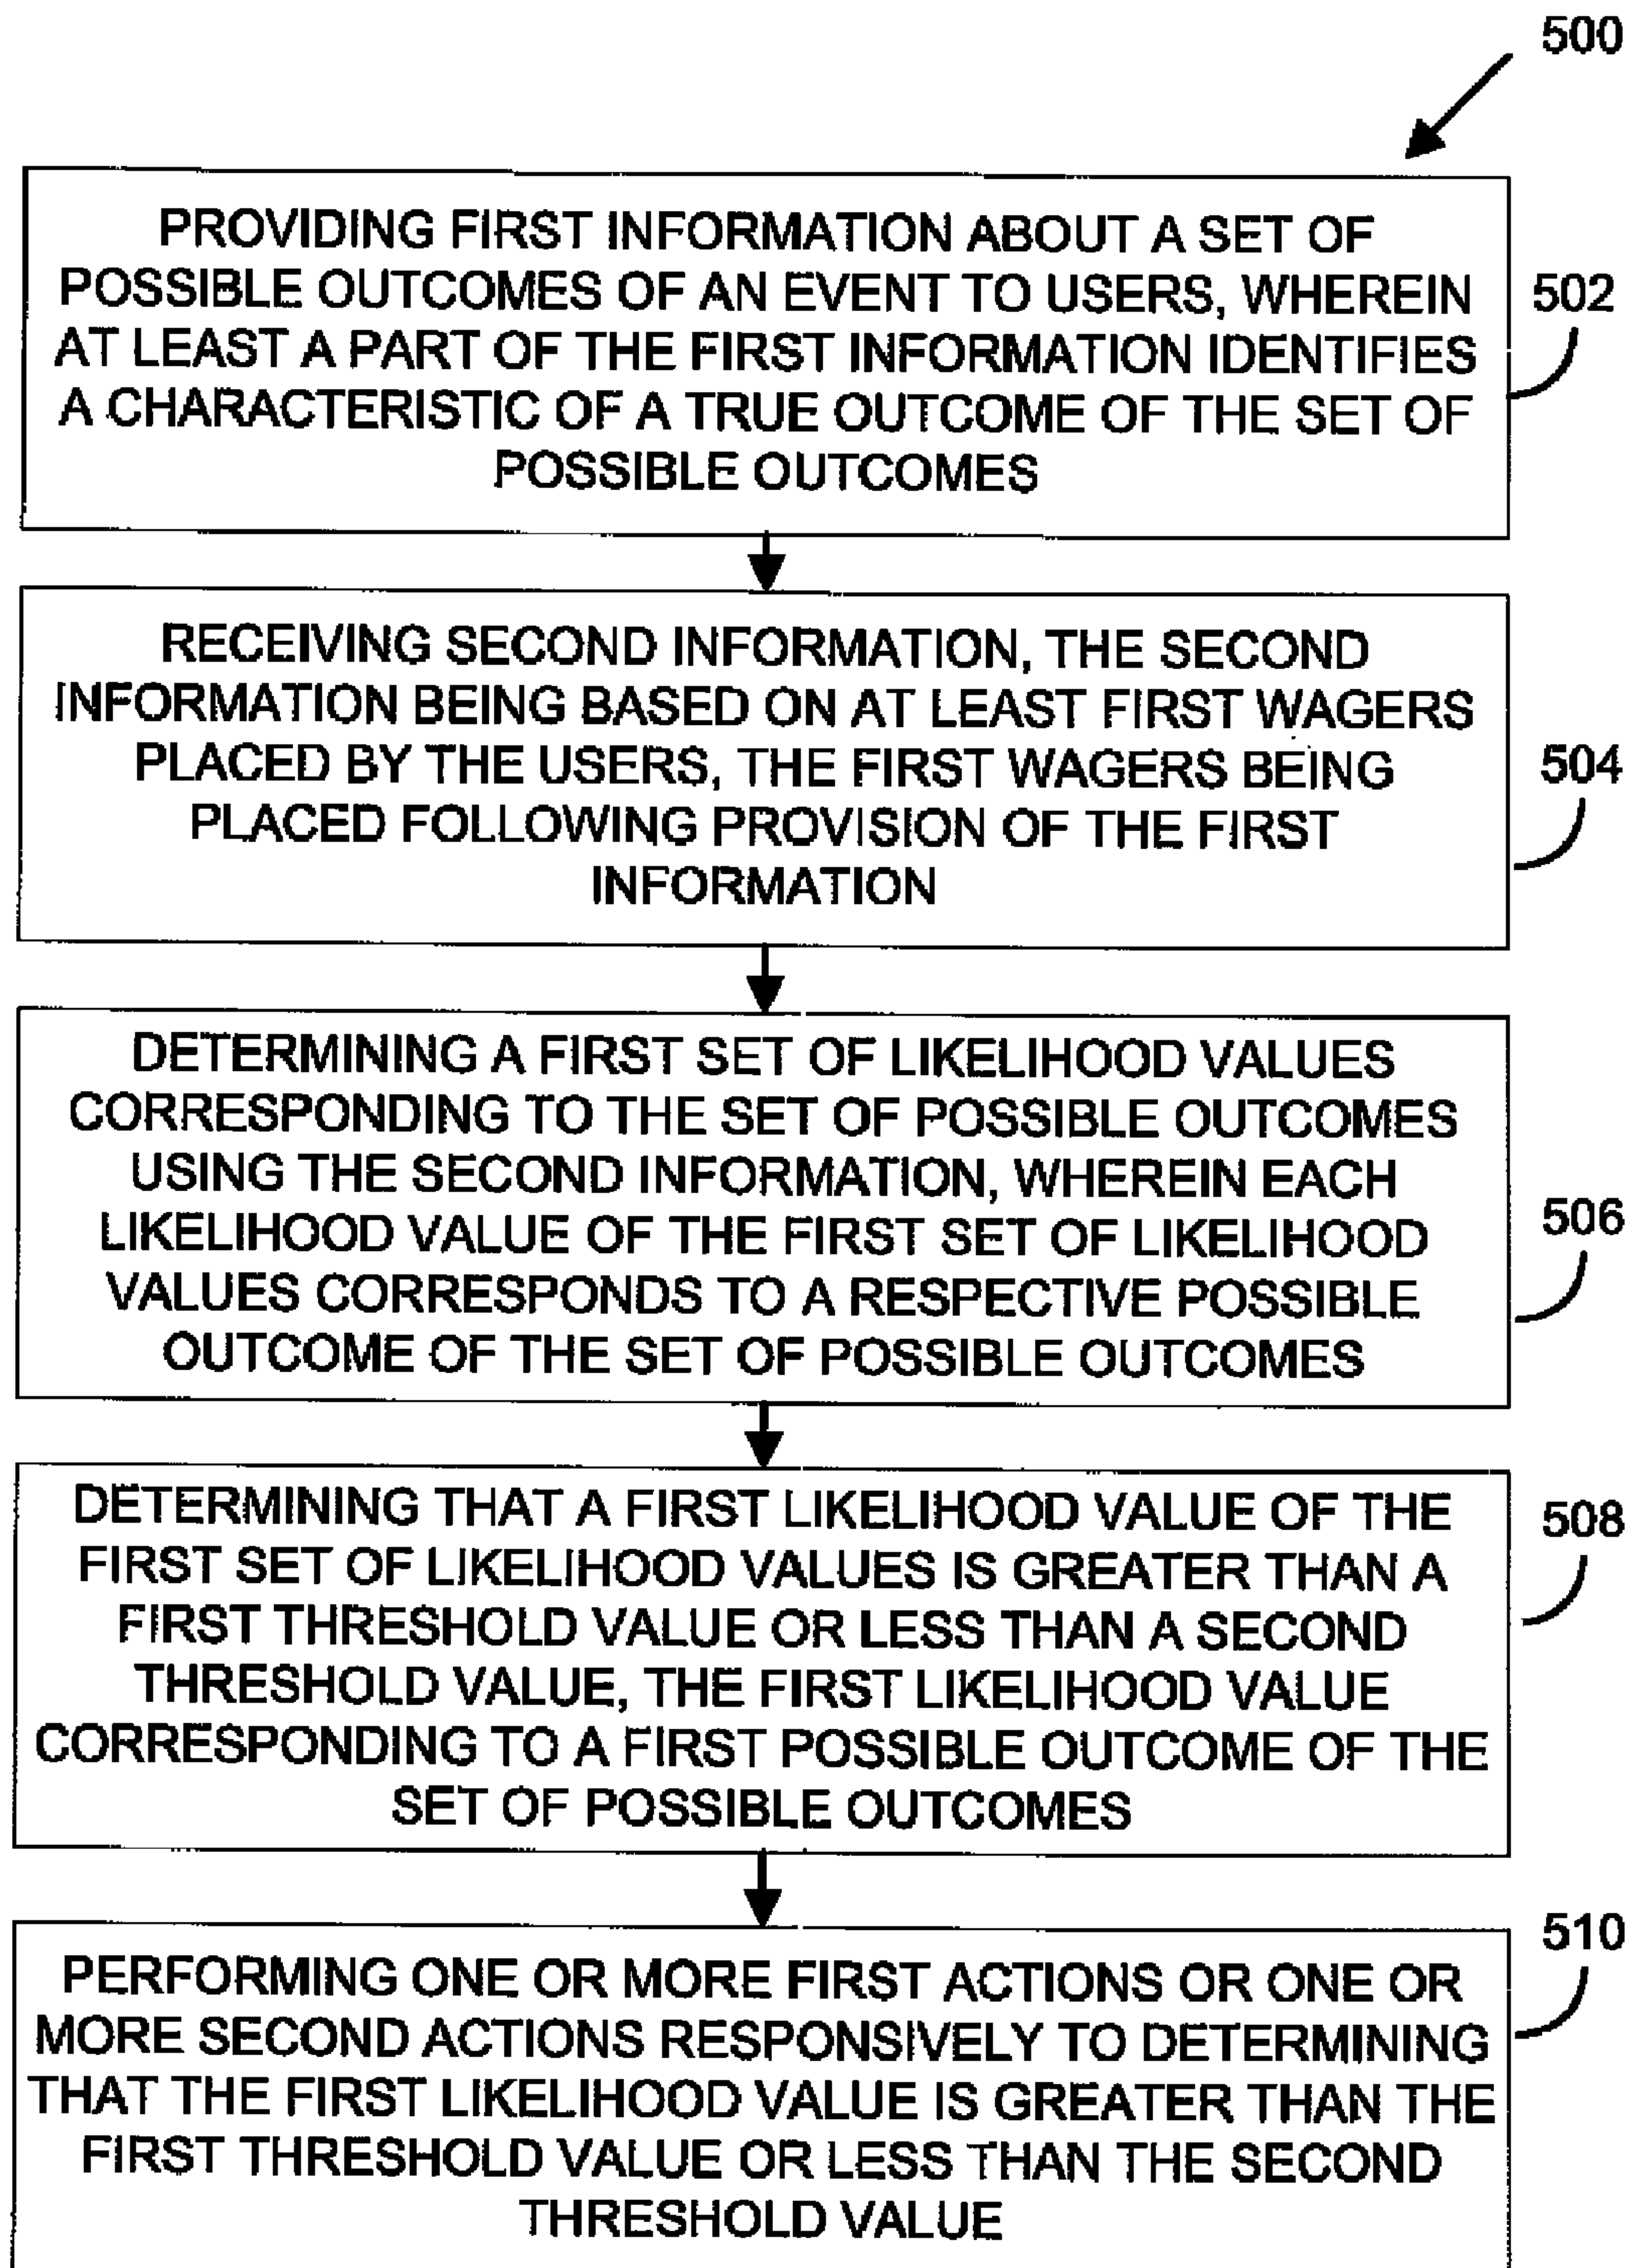 500
PROVIDING FIRST INFORMATION ABOUT A SET OF
POSSIBLE OUTCOMES OF AN EVENT TO USERS, WHEREIN
AT LEAST A PART OF THE FIRST INFORMATION IDENTIFIES
A CHARACTERISTIC OF A TRUE OUTCOME OF THE SET OF
POSSIBLE OUTCOMES
502
RECEIVING SECOND INFORMATION, THE SECOND
INFORMATION BEING BASED ON AT LEAST FIRST WAGERS
PLACED BY THE USERS, THE FIRST WAGERS BEING
PLACED FOLLOWING PROVISION OF THE FIRST
INFORMATION
504
DETERMINING A FIRST SET OF LIKELIHOOD VALUES
CORRESPONDING TO THE SET OF POSSIBLE OUTCOMES
USING THE SECOND INFORMATION, WHEREIN EACH
LIKELIHOOD VALUE OF THE FIRST SET OF LIKELIHOOD
VALUES CORRESPONDS TO A RESPECTIVE POSSIBLE
OUTCOME OF THE SET OF POSSIBLE OUTCOMES
506
DETERMINING THAT A FIRST LIKELIHOOD VALUE OF THE
FIRST SET OF LIKELIHOOD VALUES IS GREATER THAN A
FIRST THRESHOLD VALUE OR LESS THAN A SECOND
THRESHOLD VALUE, THE FIRST LIKELIHOOD VALUE
CORRESPONDING TO A FIRST POSSIBLE OUTCOME OF THE
SET OF POSSIBLE OUTCOMES
508
PERFORMING ONE OR MORE FIRST ACTIONS OR ONE OR
MORE SECOND ACTIONS RESPONSIVELY TO DETERMINING
THAT THE FIRST LIKELIHOOD VALUE IS GREATER THAN THE
FIRST THRESHOLD VALUE OR LESS THAN THE SECOND
THRESHOLD VALUE
510